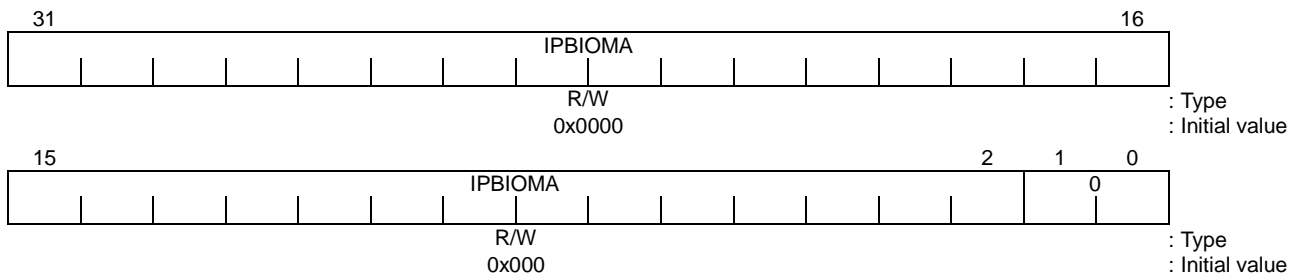 31 16
IPBIOMA
R/W : Type
0x0000 : Initial value
15 2 1 0
IPBIOMA 0
R/W : Type
0x000 : Initial value